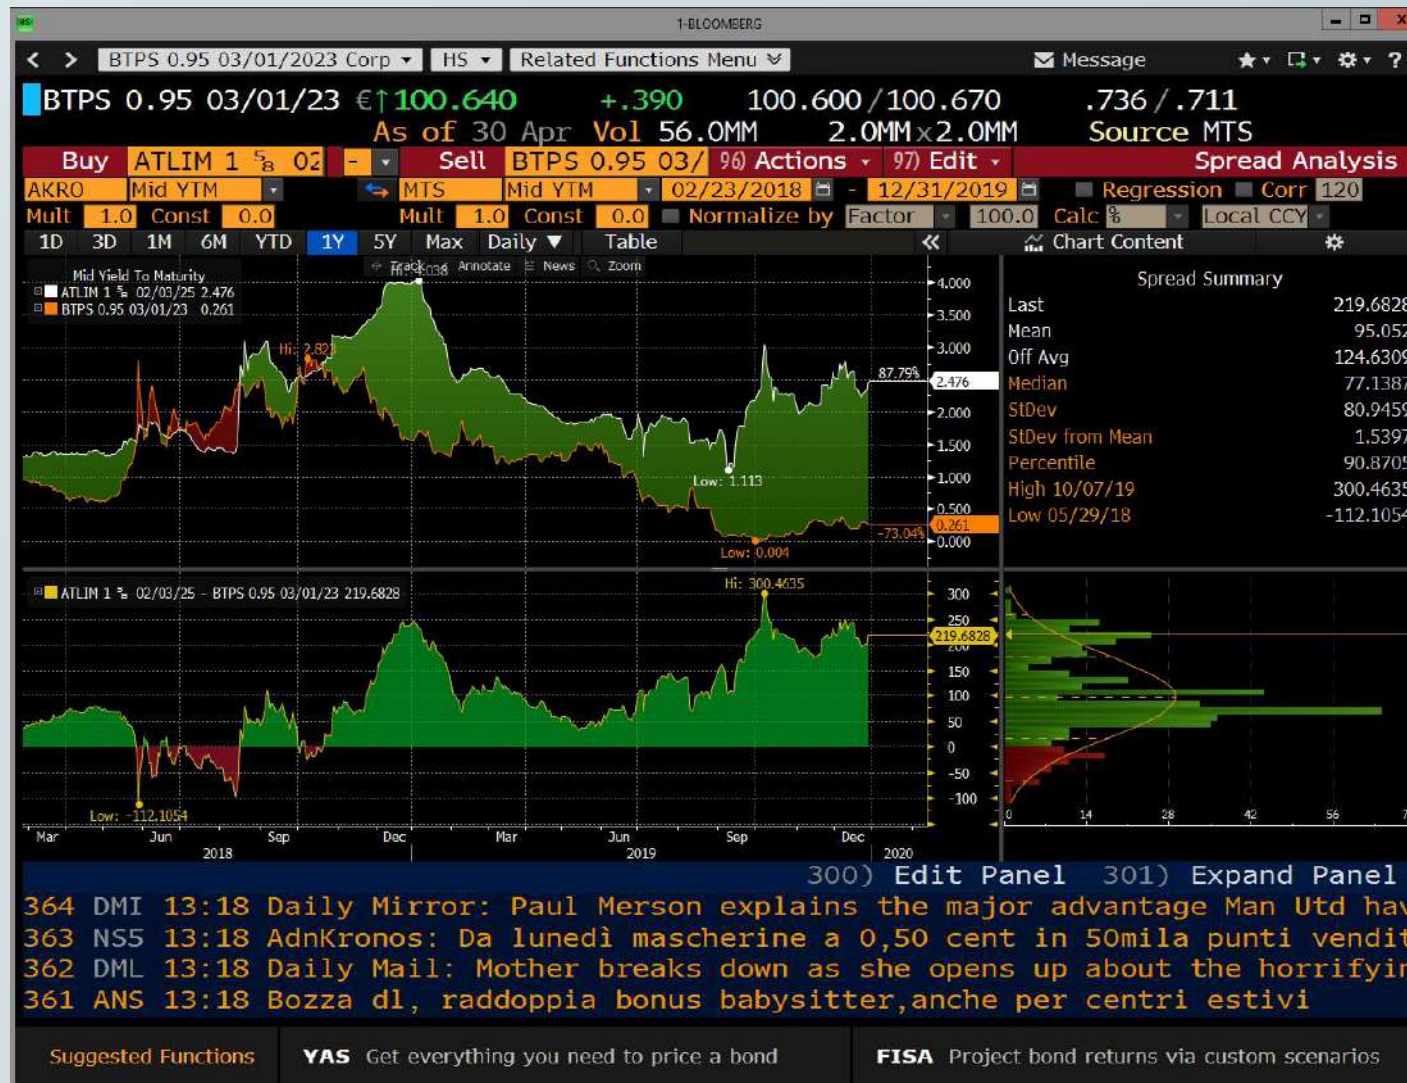 1-BLOOMBERG
BTPS 0.95 03/01/2023 Corp HS Related Functions Menu Message ?
BTPS 0.95 03/01/23 €↑100.640 +.390 100.600/100.670 .736/.711
As of 30 Apr Vol 56.0MM 2.0MMx2.0MM Source MTS
Buy ATLIM 1 ⅝ 02 - Sell BTPS 0.95 03/ 96) Actions 97) Edit Spread Analysis
AKRO Mid YTM MTS Mid YTM 02/23/2018 - 12/31/2019 Regression Corr 120
Mult 1.0 Const 0.0 Mult 1.0 Const 0.0 Normalize by Factor 100.0 Calc % Local CCY
1D 3D 1M 6M YTD 1Y 5Y Max Daily ▼ Table « Chart Content
Track Annotate News Zoom
Hi: 4.038
Mid Yield To Maturity
ATLIM 1 ⅝ 02/03/25 2.476
BTPS 0.95 03/01/23 0.261
Hi: 2.823
Low: 1.113
Low: 0.004
87.79%
-73.04%
4.000
3.500
3.000
2.476
2.000
1.500
1.000
0.500
0.261
0.000
Spread Summary
Last 219.6828
Mean 95.052
Off Avg 124.6309
Median 77.1387
StDev 80.9459
StDev from Mean 1.5397
Percentile 90.8705
High 10/07/19 300.4635
Low 05/29/18 -112.1054
ATLIM 1 ⅝ 02/03/25 - BTPS 0.95 03/01/23 219.6828
Hi: 300.4635
Low: -112.1054
300
250
219.6828
200
150
100
50
0
-50
-100
0 14 28 42 56 7
Mar Jun Sep Dec Mar Jun Sep Dec
2018 2019 2020
300) Edit Panel 301) Expand Panel
364 DMI 13:18 Daily Mirror: Paul Merson explains the major advantage Man Utd hav
363 NS5 13:18 AdnKronos: Da lunedì mascherine a 0,50 cent in 50mila punti vendit
362 DML 13:18 Daily Mail: Mother breaks down as she opens up about the horrifyin
361 ANS 13:18 Bozza dl, raddoppia bonus babysitter,anche per centri estivi
Suggested Functions YAS Get everything you need to price a bond FISA Project bond returns via custom scenarios